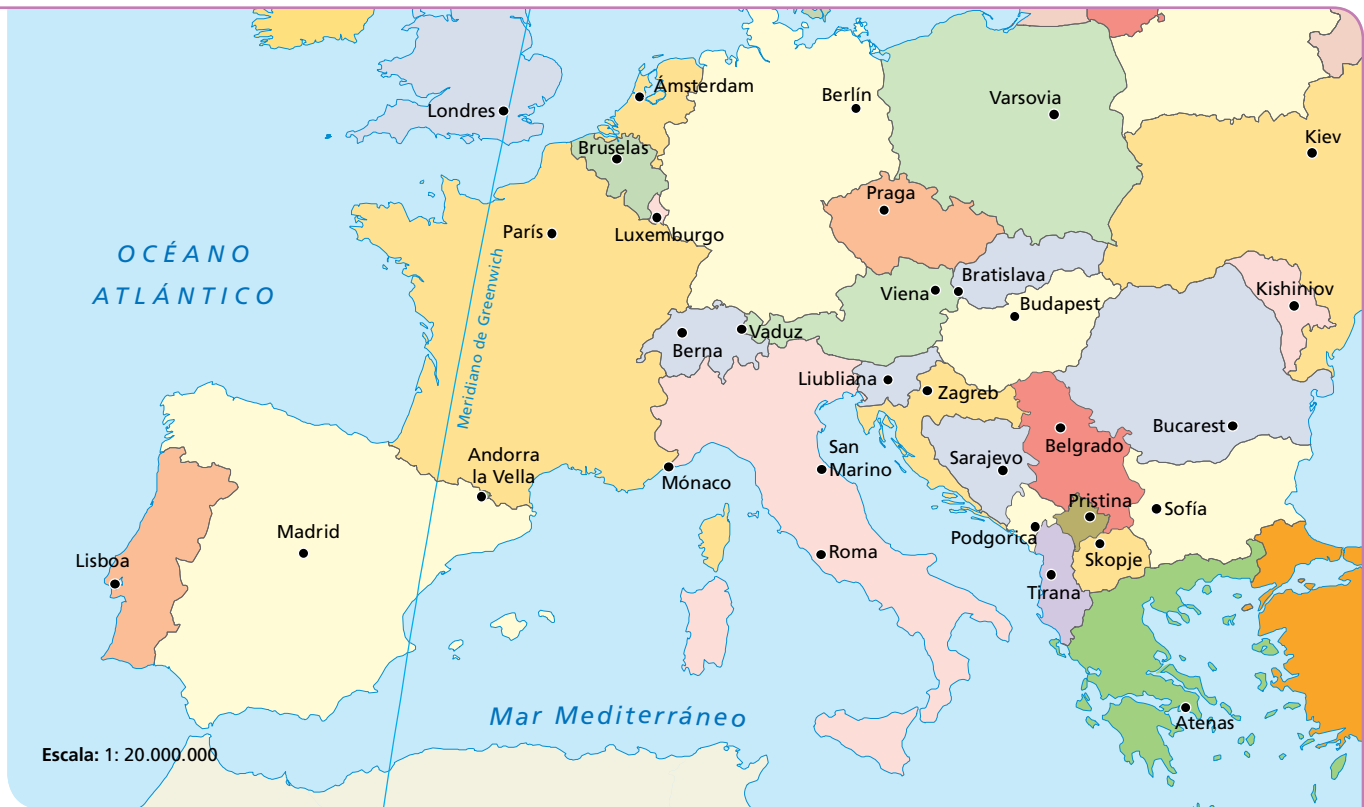 Ámsterdam
Berlín
Varsovia
Londres
Kiev
Bruselas
Praga
París
Luxemburgo
OCÉANO
ATLÁNTICO
Meridiano de Greenwich
Bratislava
Viena
Kishiniov
Budapest
Vaduz
Berna
Liubliana
Zagreb
Bucarest
Belgrado
San
Marino
Andorra
la Vella
Sarajevo
Mónaco
Pristina
Sofía
Madrid
Podgorica
Roma
Skopje
Lisboa
Tirana
Mar Mediterráneo
Atenas
Escala: 1: 20.000.000